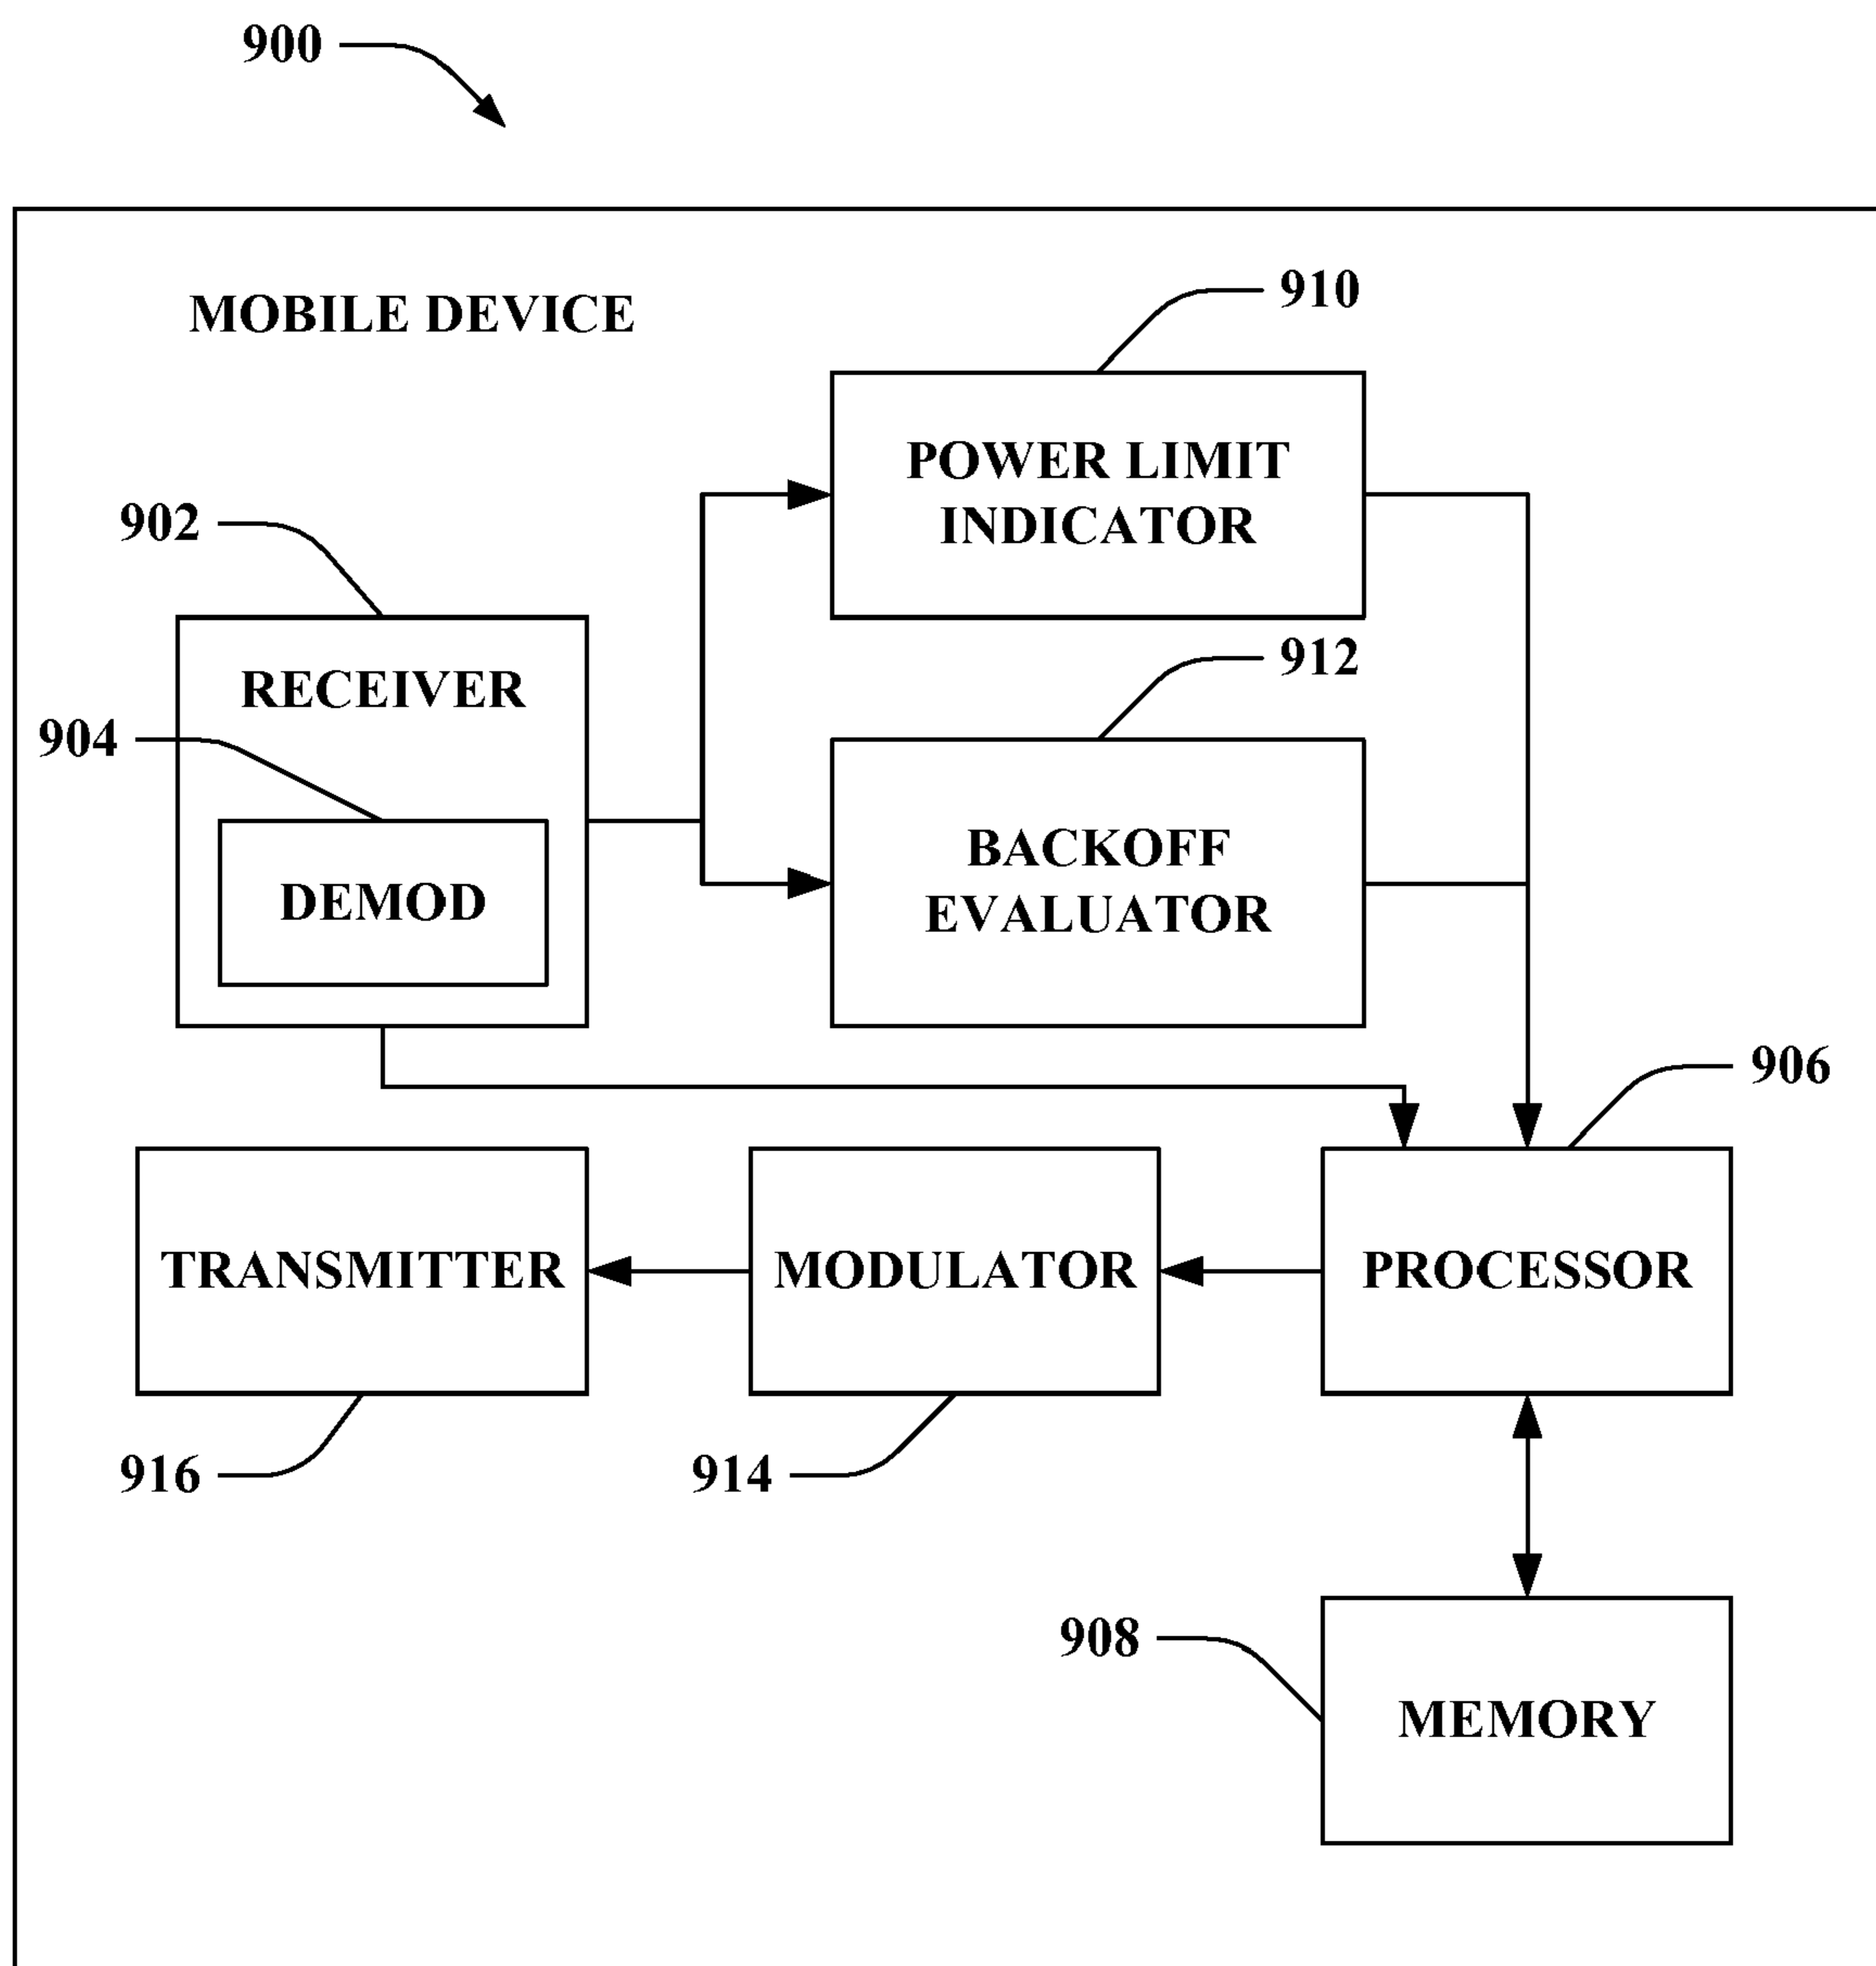 900
MOBILE DEVICE
910
POWER LIMIT
INDICATOR
902
RECEIVER
912
904
DEMOD
BACKOFF
EVALUATOR
906
TRANSMITTER
MODULATOR
PROCESSOR
916
914
908
MEMORY